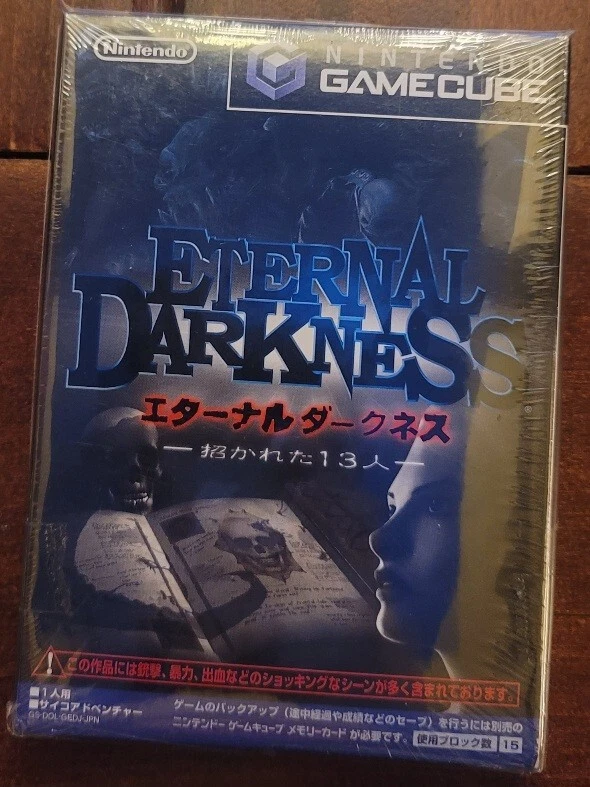 Nintendo
NINTENDO
GAMECUBE
ETERNAL
DARKNESS
エターナルダークネス
招かれた13人
この作品には銃撃、暴力、出血などのショッキングなシーンが多く含まれております。
■1人用
■サイコアドベンチャー
GS-DOL-GEDJ-JPN
ゲームのバックアップ（途中経過や成績などのセーブ）を行うには別売の
ニンテンドーゲームキューブ メモリーカード が必要です。 使用ブロック数 15